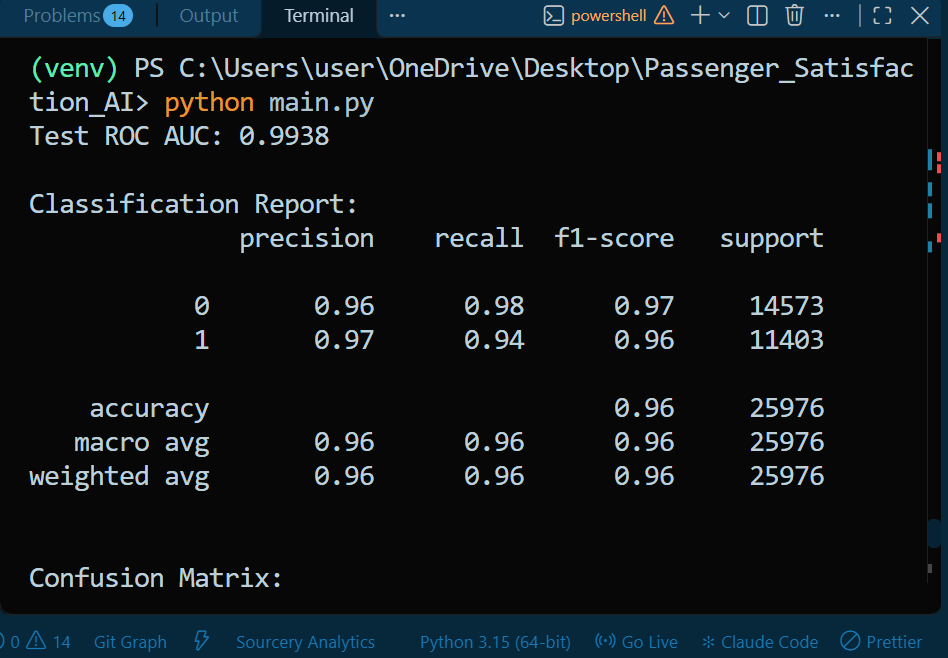 Problems 14 Output Terminal ··· powershell ···
(venv) PS C:\Users\user\OneDrive\Desktop\Passenger_Satisfac
tion_AI> python main.py
Test ROC AUC: 0.9938
Classification Report:
precision recall f1-score support
0 0.96 0.98 0.97 14573
1 0.97 0.94 0.96 11403
accuracy 0.96 25976
macro avg 0.96 0.96 0.96 25976
weighted avg 0.96 0.96 0.96 25976
Confusion Matrix:
0 14 Git Graph Sourcery Analytics Python 3.15 (64-bit) Go Live Claude Code Prettier